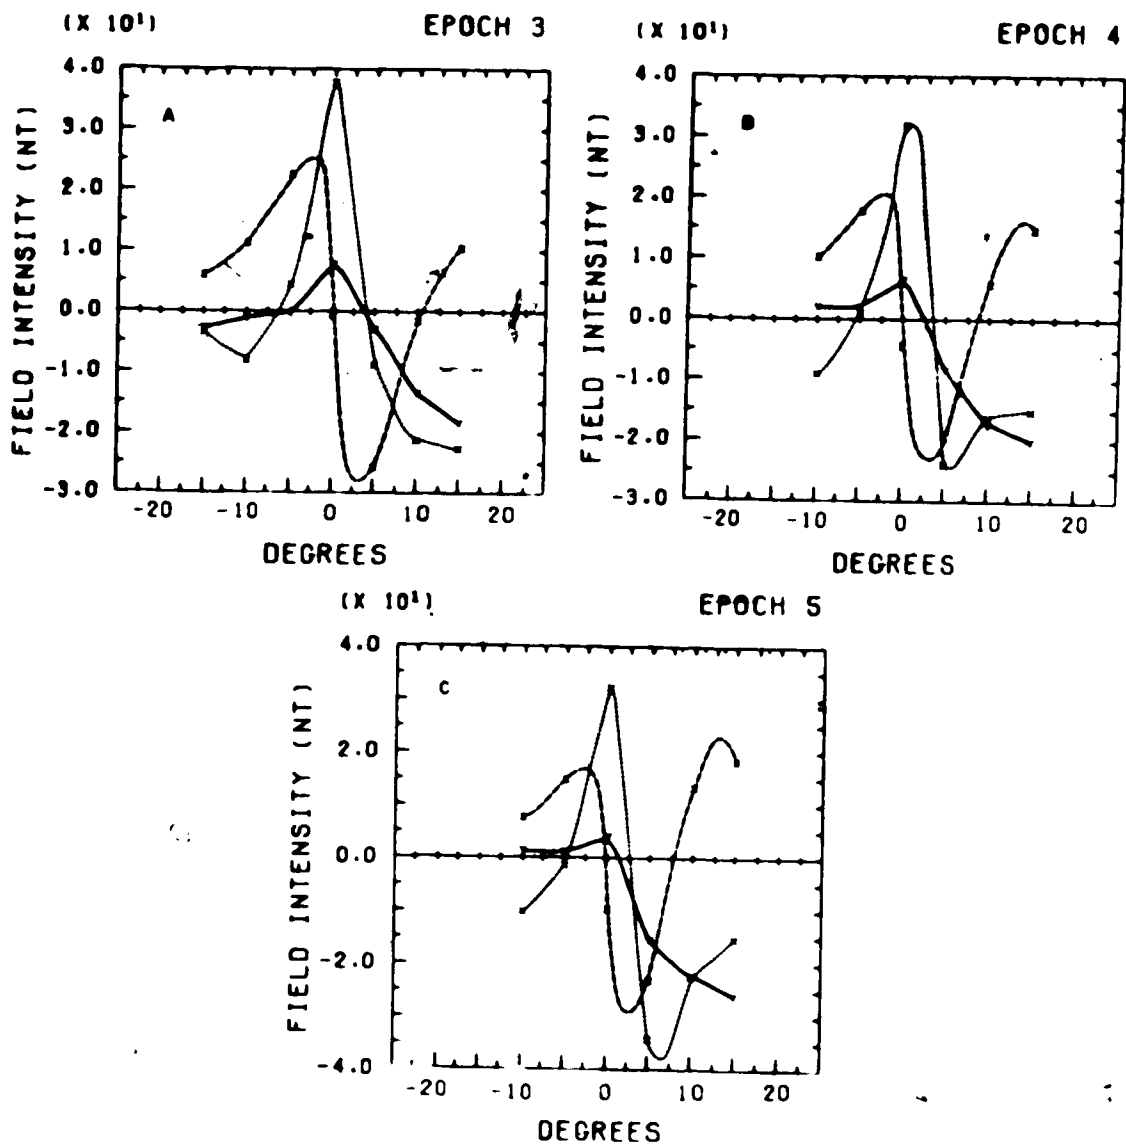 (X 10¹) EPOCH 3
4.0
3.0
2.0
1.0
0.0
-1.0
-2.0
-3.0
A
FIELD INTENSITY (NT)
-20 -10 0 10 20
DEGREES
(X 10¹) EPOCH 4
4.0
3.0
2.0
1.0
0.0
-1.0
-2.0
-3.0
B
FIELD INTENSITY (NT)
-20 -10 0 10 20
DEGREES
(X 10¹) EPOCH 5
4.0
2.0
0.0
-2.0
-4.0
C
FIELD INTENSITY (NT)
-20 -10 0 10 20
DEGREES